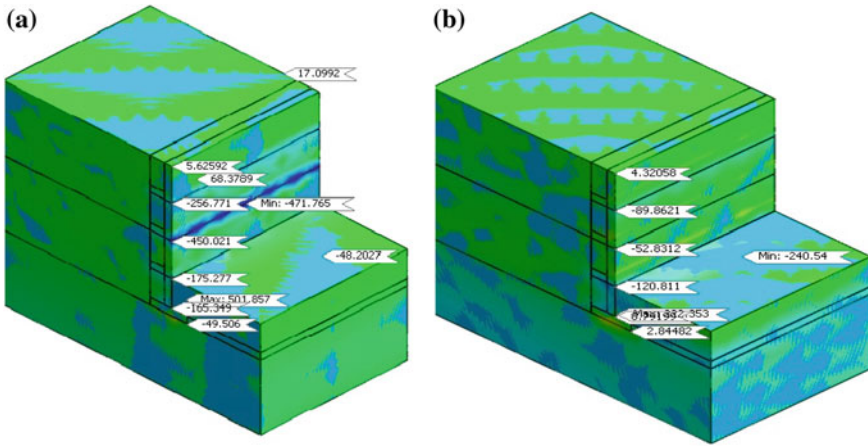 (a)
(b)
17.0992
5.62592
68.3789
-256.771
Min: -471.765
-450.021
-48.2027
-175.277
Max: 501.857
-165.349
-49.506
4.32058
-89.8621
-52.8312
Min: -240.54
-120.811
2.84482